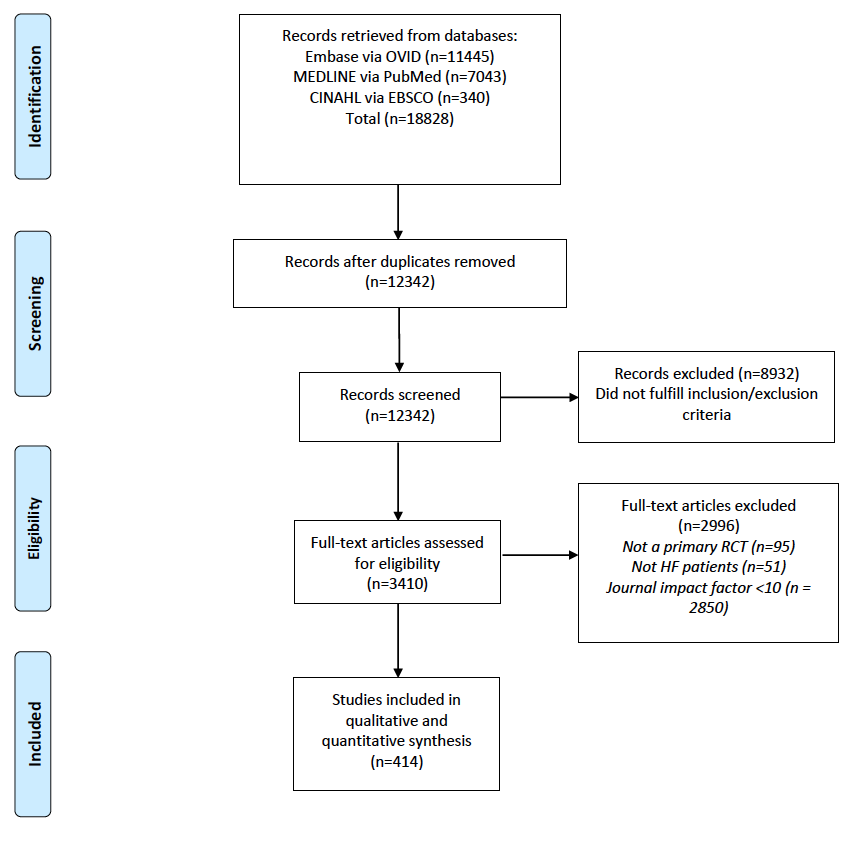 Identification
Records retrieved from databases:
Embase via OVID (n=11445)
MEDLINE via PubMed (n=7043)
CINAHL via EBSCO (n=340)
Total (n=18828)
Screening
Records after duplicates removed
(n=12342)
Records screened
(n=12342)
Records excluded (n=8932)
Did not fulfill inclusion/exclusion
criteria
Eligibility
Full-text articles assessed
for eligibility
(n=3410)
Full-text articles excluded
(n=2996)
Not a primary RCT (n=95)
Not HF patients (n=51)
Journal impact factor <10 (n =
2850)
Included
Studies included in
qualitative and
quantitative synthesis
(n=414)